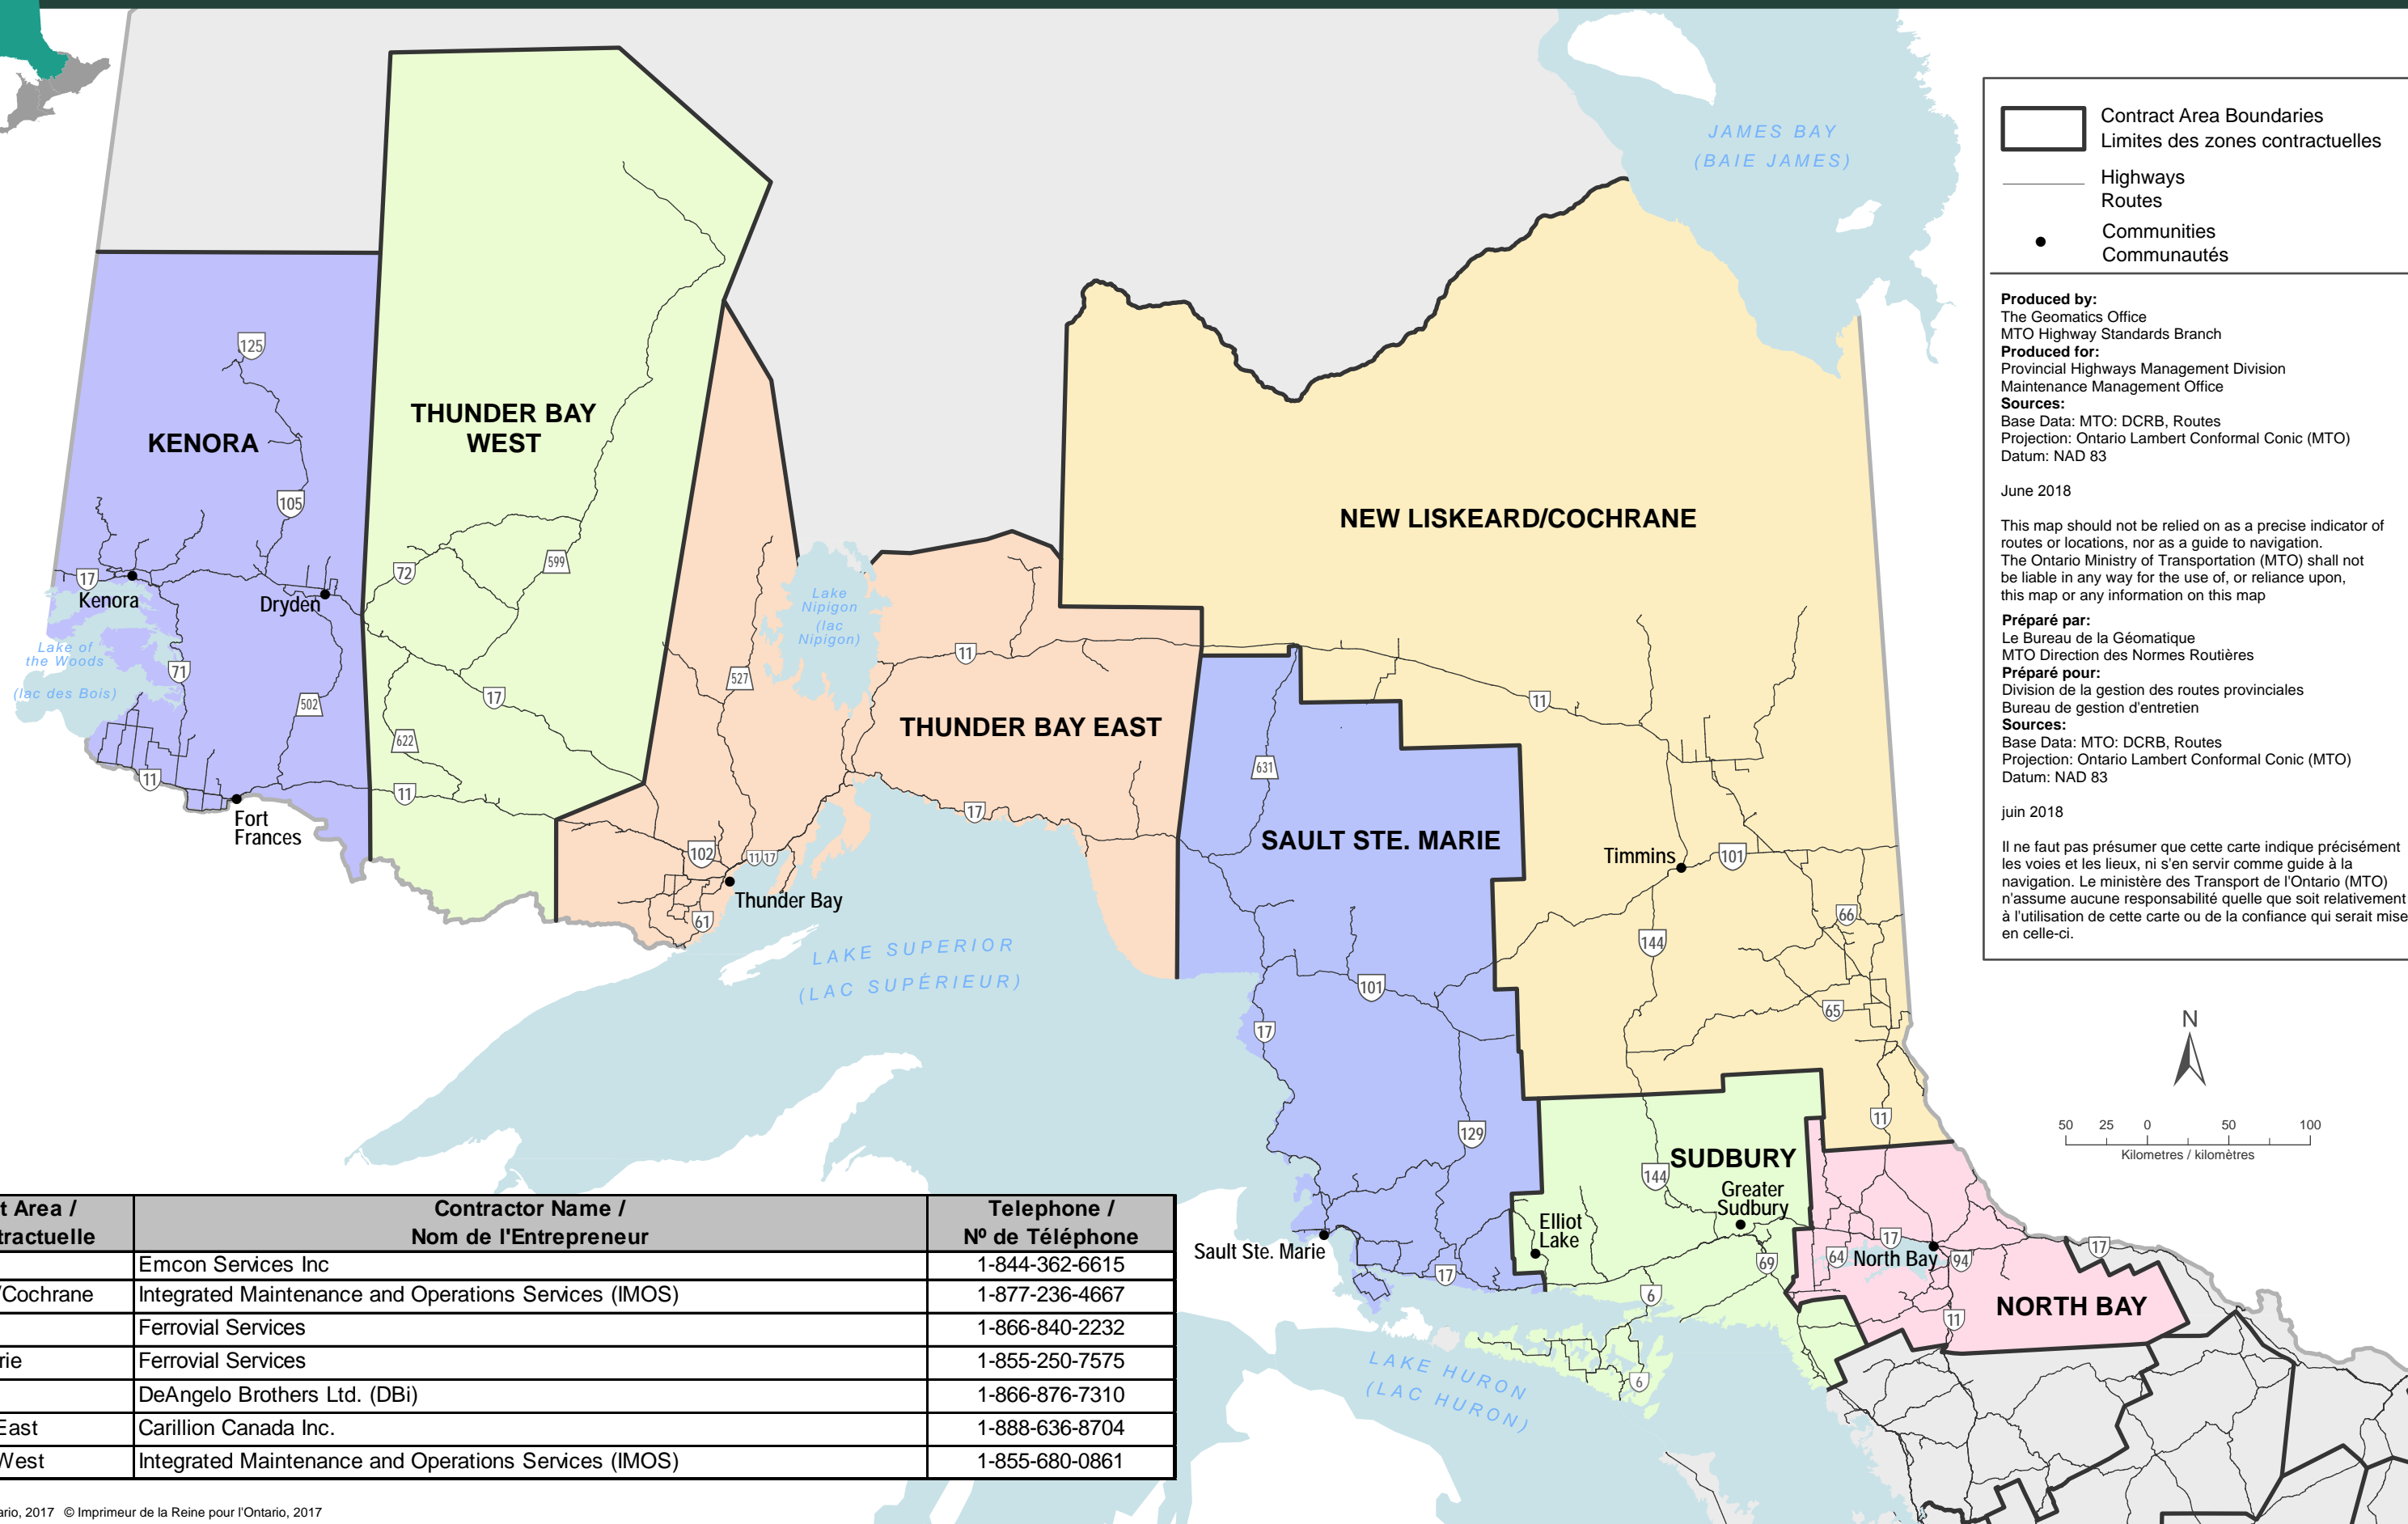 JAMES BAY
(BAIE JAMES)
Contract Area Boundaries
Limites des zones contractuelles
Highways
Routes
Communities
Communautés
Produced by:
The Geomatics Office
MTO Highway Standards Branch
Produced for:
Provincial Highways Management Division
Maintenance Management Office
Sources:
Base Data: MTO: DCRB, Routes
Projection: Ontario Lambert Conformal Conic (MTO)
Datum: NAD 83
June 2018
This map should not be relied on as a precise indicator of
routes or locations, nor as a guide to navigation.
The Ontario Ministry of Transportation (MTO) shall not
be liable in any way for the use of, or reliance upon,
this map or any information on this map
Préparé par:
Le Bureau de la Géomatique
MTO Direction des Normes Routières
Préparé pour:
Division de la gestion des routes provinciales
Bureau de gestion d'entretien
Sources:
Base Data: MTO: DCRB, Routes
Projection: Ontario Lambert Conformal Conic (MTO)
Datum: NAD 83
juin 2018
Il ne faut pas présumer que cette carte indique précisément
les voies et les lieux, ni s'en servir comme guide à la
navigation. Le ministère des Transport de l'Ontario (MTO)
n'assume aucune responsabilité quelle que soit relativement
à l'utilisation de cette carte ou de la confiance qui serait mise
en celle-ci.
N
50 25 0 50 100
Kilometres / kilomètres
KENORA
125
105
17
Kenora
Dryden
Lake of
the Woods
(lac des Bois)
71
502
11
Fort
Frances
THUNDER BAY
WEST
599
72
17
622
11
THUNDER BAY EAST
Lake
Nipigon
(lac
Nipigon)
527
11
17
102
11 17
Thunder Bay
61
LAKE SUPERIOR
(LAC SUPÉRIEUR)
NEW LISKEARD/COCHRANE
11
Timmins
101
66
144
65
11
SAULT STE. MARIE
631
101
17
129
Sault Ste. Marie
17
SUDBURY
144
Greater
Sudbury
Elliot
Lake
69
6
6
LAKE HURON
(LAC HURON)
NORTH BAY
17
64
North Bay
94
17
11
t Area / Contractor Name / Telephone /
tractuelle Nom de l'Entrepreneur Nº de Téléphone
Emcon Services Inc 1-844-362-6615
/Cochrane Integrated Maintenance and Operations Services (IMOS) 1-877-236-4667
Ferrovial Services 1-866-840-2232
rie Ferrovial Services 1-855-250-7575
DeAngelo Brothers Ltd. (DBi) 1-866-876-7310
East Carillion Canada Inc. 1-888-636-8704
West Integrated Maintenance and Operations Services (IMOS) 1-855-680-0861
ario, 2017 © Imprimeur de la Reine pour l'Ontario, 2017